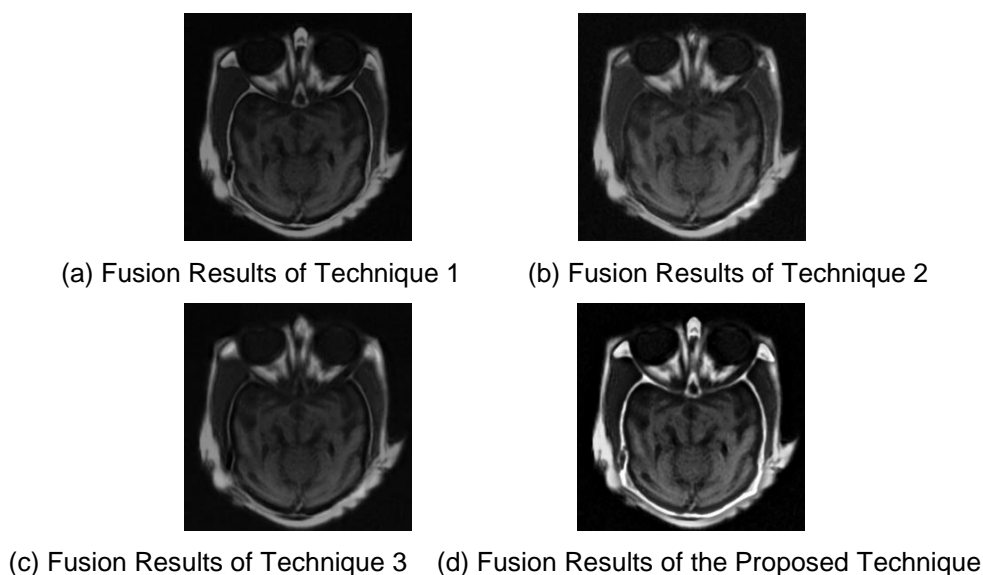 (a) Fusion Results of Technique 1
(b) Fusion Results of Technique 2
(c) Fusion Results of Technique 3
(d) Fusion Results of the Proposed Technique